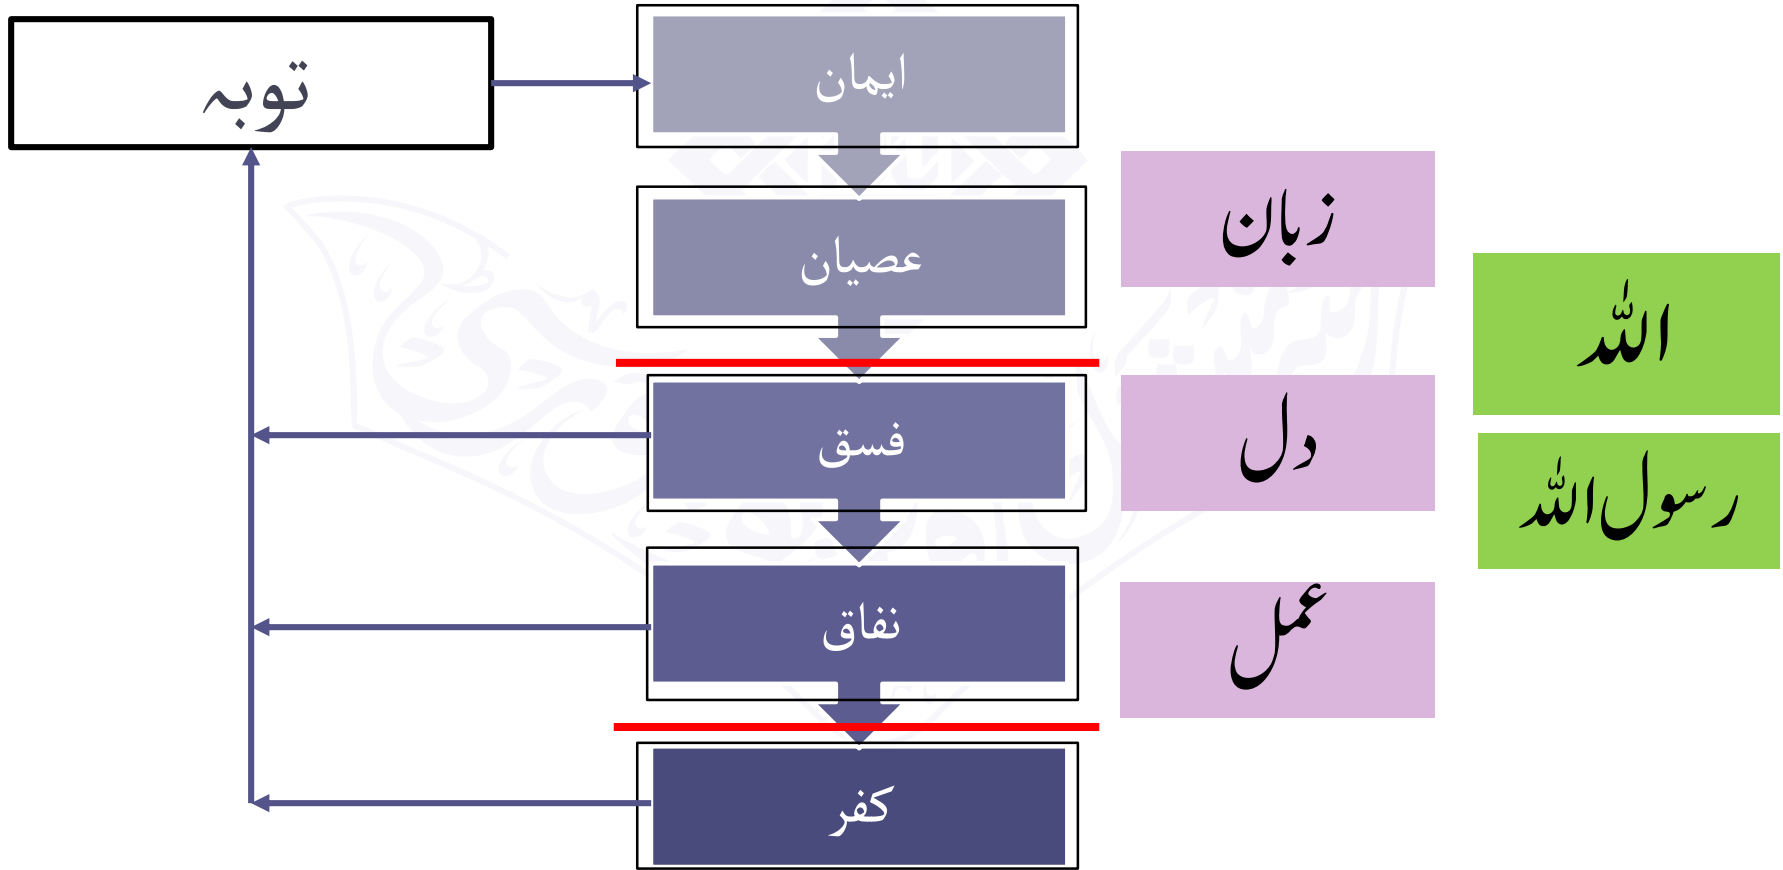 توبہ
ایمان
عصیان
فسق
نفاق
کفر
زبان
دل
عمل
اللہ
رسول اللہ